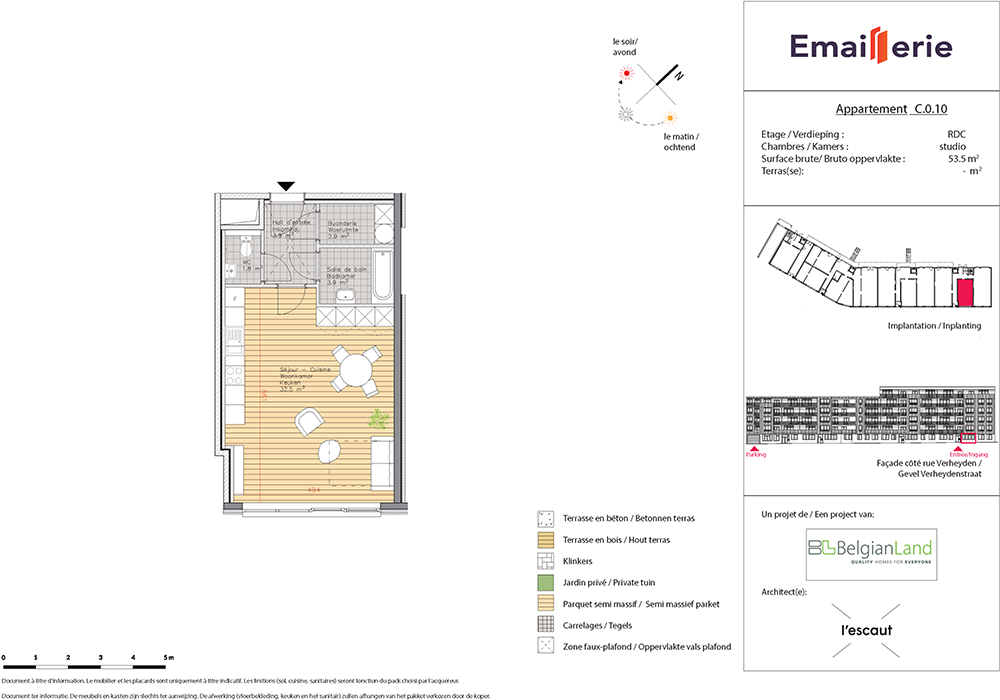 le soir/
avond
N
le matin /
ochtend
Emaillerie
Appartement C.0.10
Etage / Verdieping : RDC
Chambres / Kamers : studio
Surface brute/ Bruto oppervlakte : 53.5 m²
Terras(se): - m²
Implantation / Inplanting
Parking
Entrée/Ingang
Façade côté rue Verheyden /
Gevel Verheydenstraat
Un projet de / Een project van:
BelgianLand
QUALITY HOMES FOR EVERYONE
Architect(e):
l'escaut
Hall d'entrée
Inkomhal
Buanderie
Wasruimte
2.9 m²
WC
1.8 m²
Salle de bain
Badkamer
3.9 m²
F
Séjour - Cuisine
Woonkamer
Keuken
32.5 m²
661
494
Terrasse en béton / Betonnen terras
Terrasse en bois / Hout terras
Klinkers
Jardin privé / Private tuin
Parquet semi massif / Semi massief parket
Carrelages / Tegels
Zone faux-plafond / Oppervlakte vals plafond
0 1 2 3 4 5 m
Document à titre d'information. Le mobilier et les placards sont uniquement à titre indicatif. Les finitions (sol, cuisine, sanitaires) seront fonction du pack choisi par l'acquéreur.
Document ter informatie. De meubels en kasten zijn slechts ter aanwijzing. De afwerking (vloerbekleding, keuken en het sanitair) zullen afhangen van het pakket verkozen door de koper.